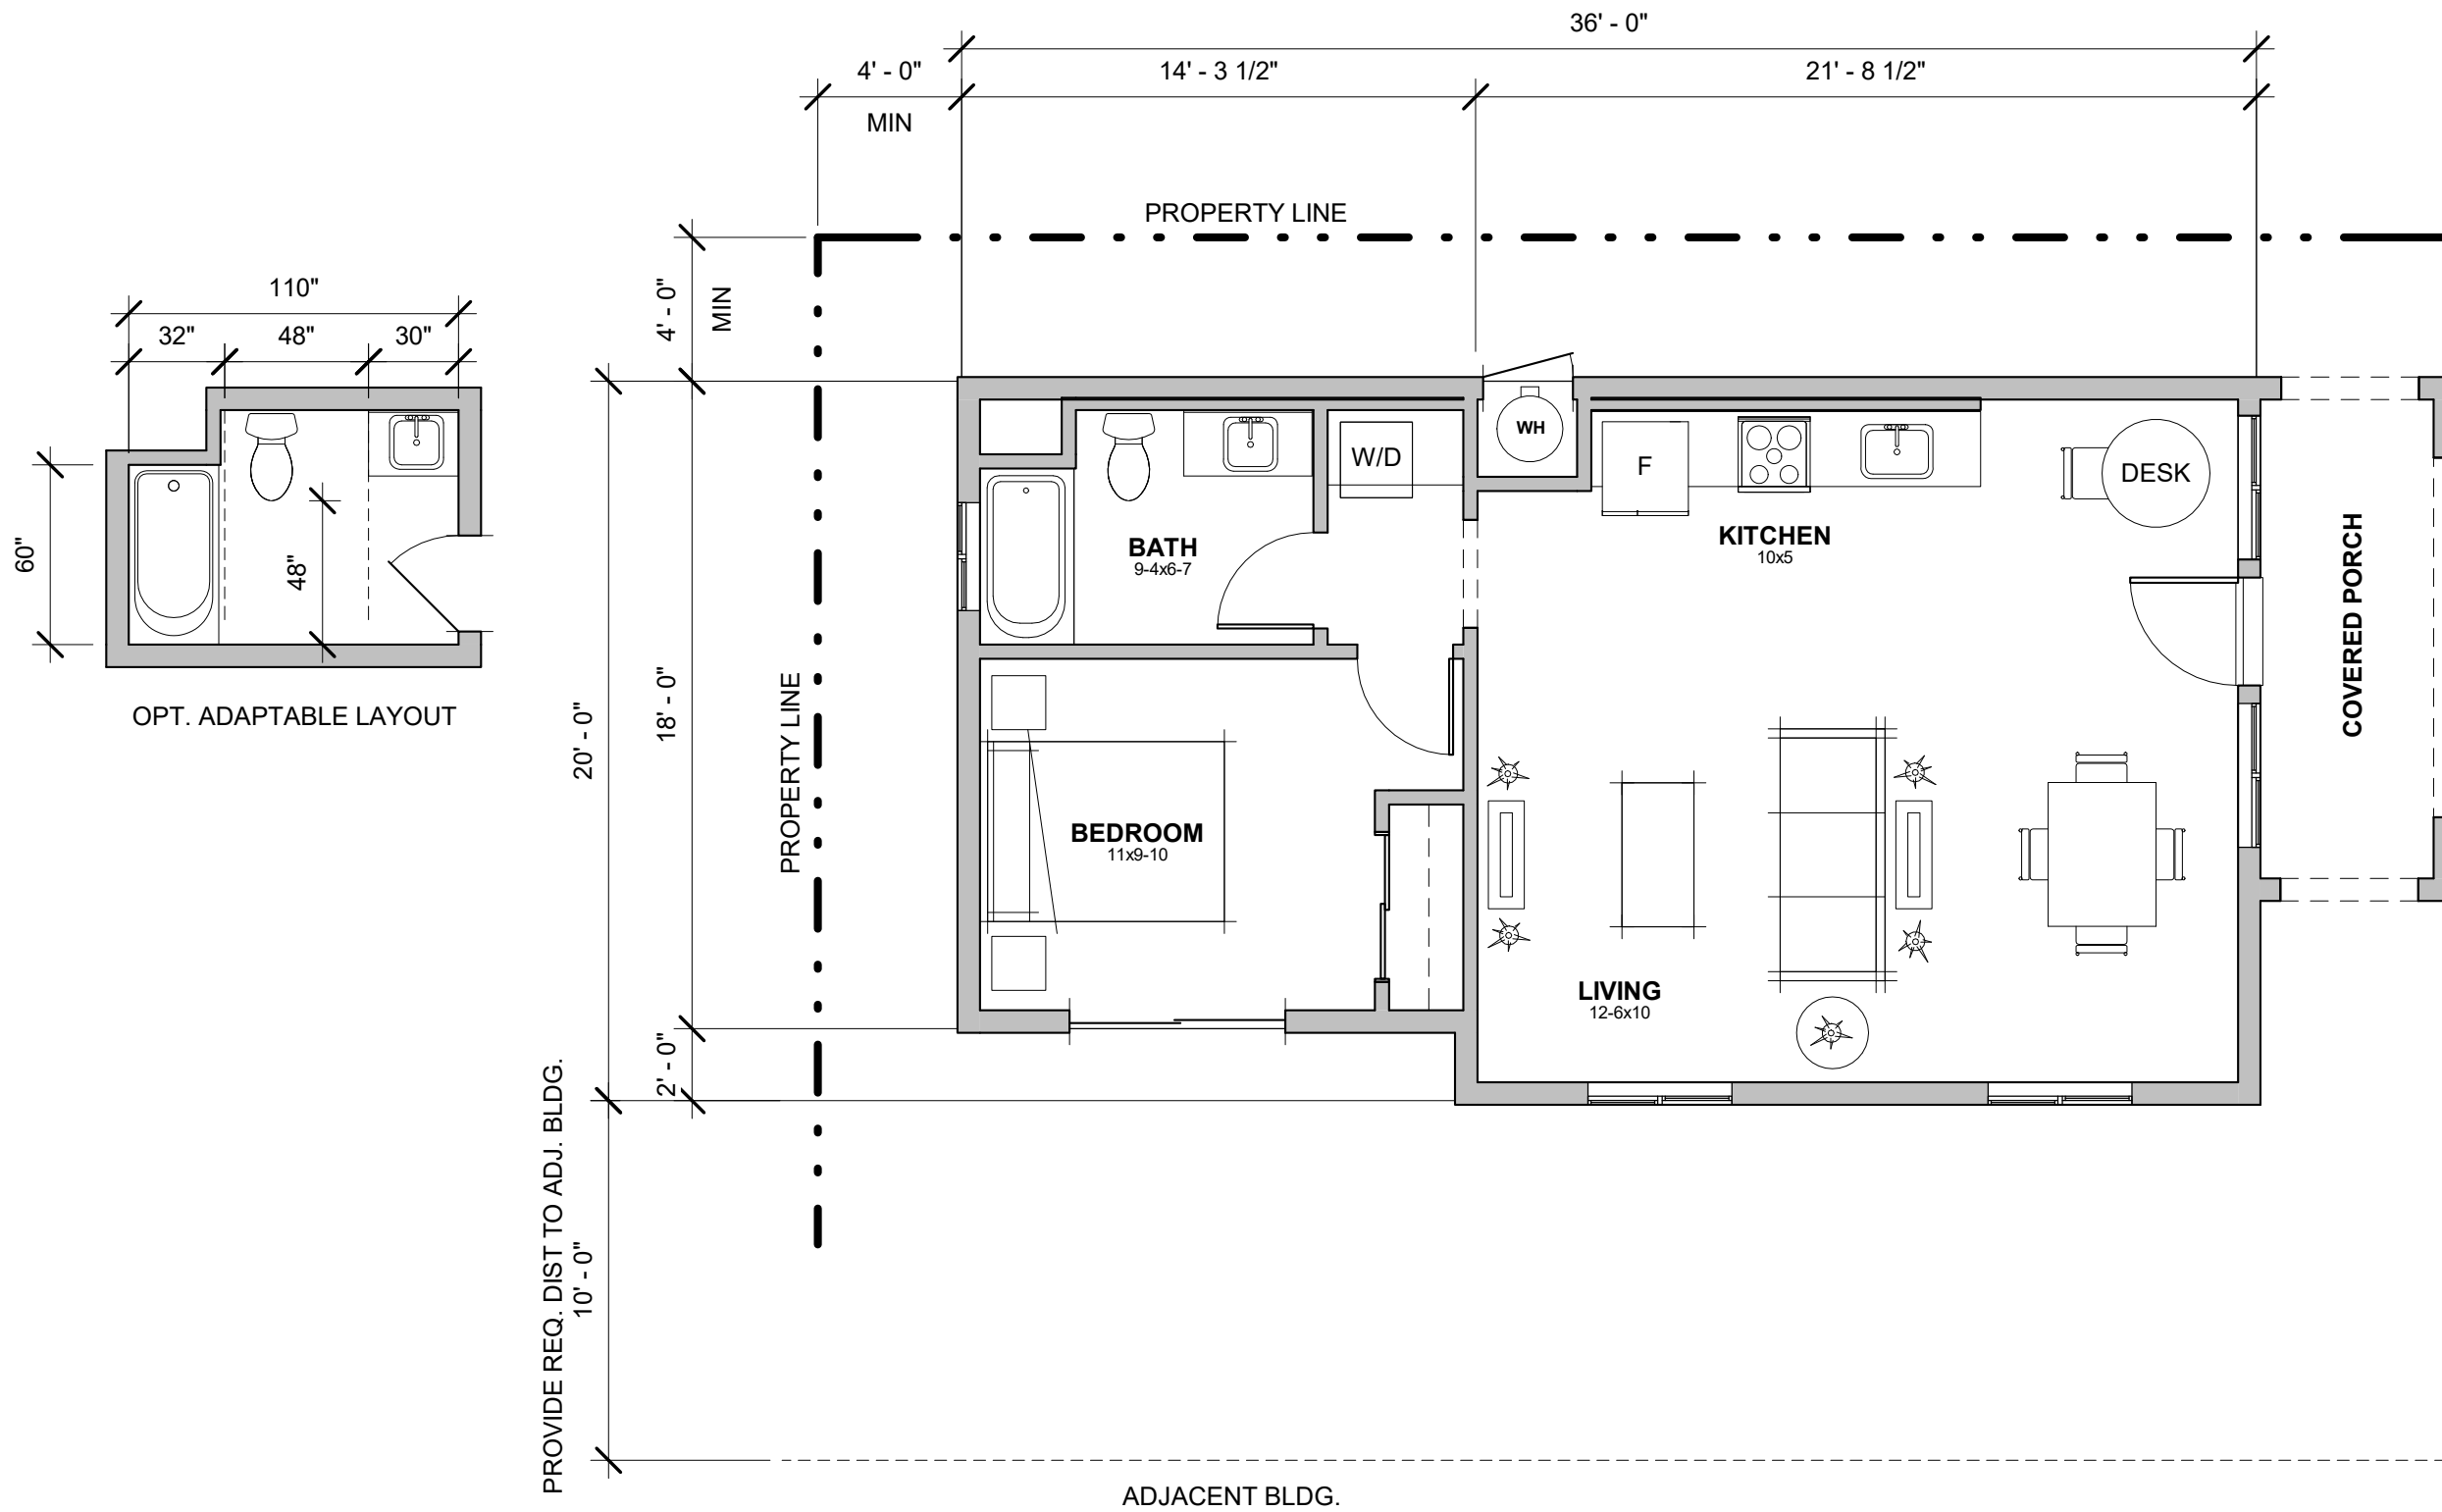 36' - 0"
4' - 0"
14' - 3 1/2"
21' - 8 1/2"
MIN
PROPERTY LINE
110"
32"
48"
30"
60"
48"
OPT. ADAPTABLE LAYOUT
4' - 0"
MIN
20' - 0"
18' - 0"
2' - 0"
PROPERTY LINE
PROVIDE REQ. DIST TO ADJ. BLDG.
10' - 0"
WH
W/D
F
DESK
BATH
9-4x6-7
KITCHEN
10x5
COVERED PORCH
BEDROOM
11x9-10
LIVING
12-6x10
ADJACENT BLDG.